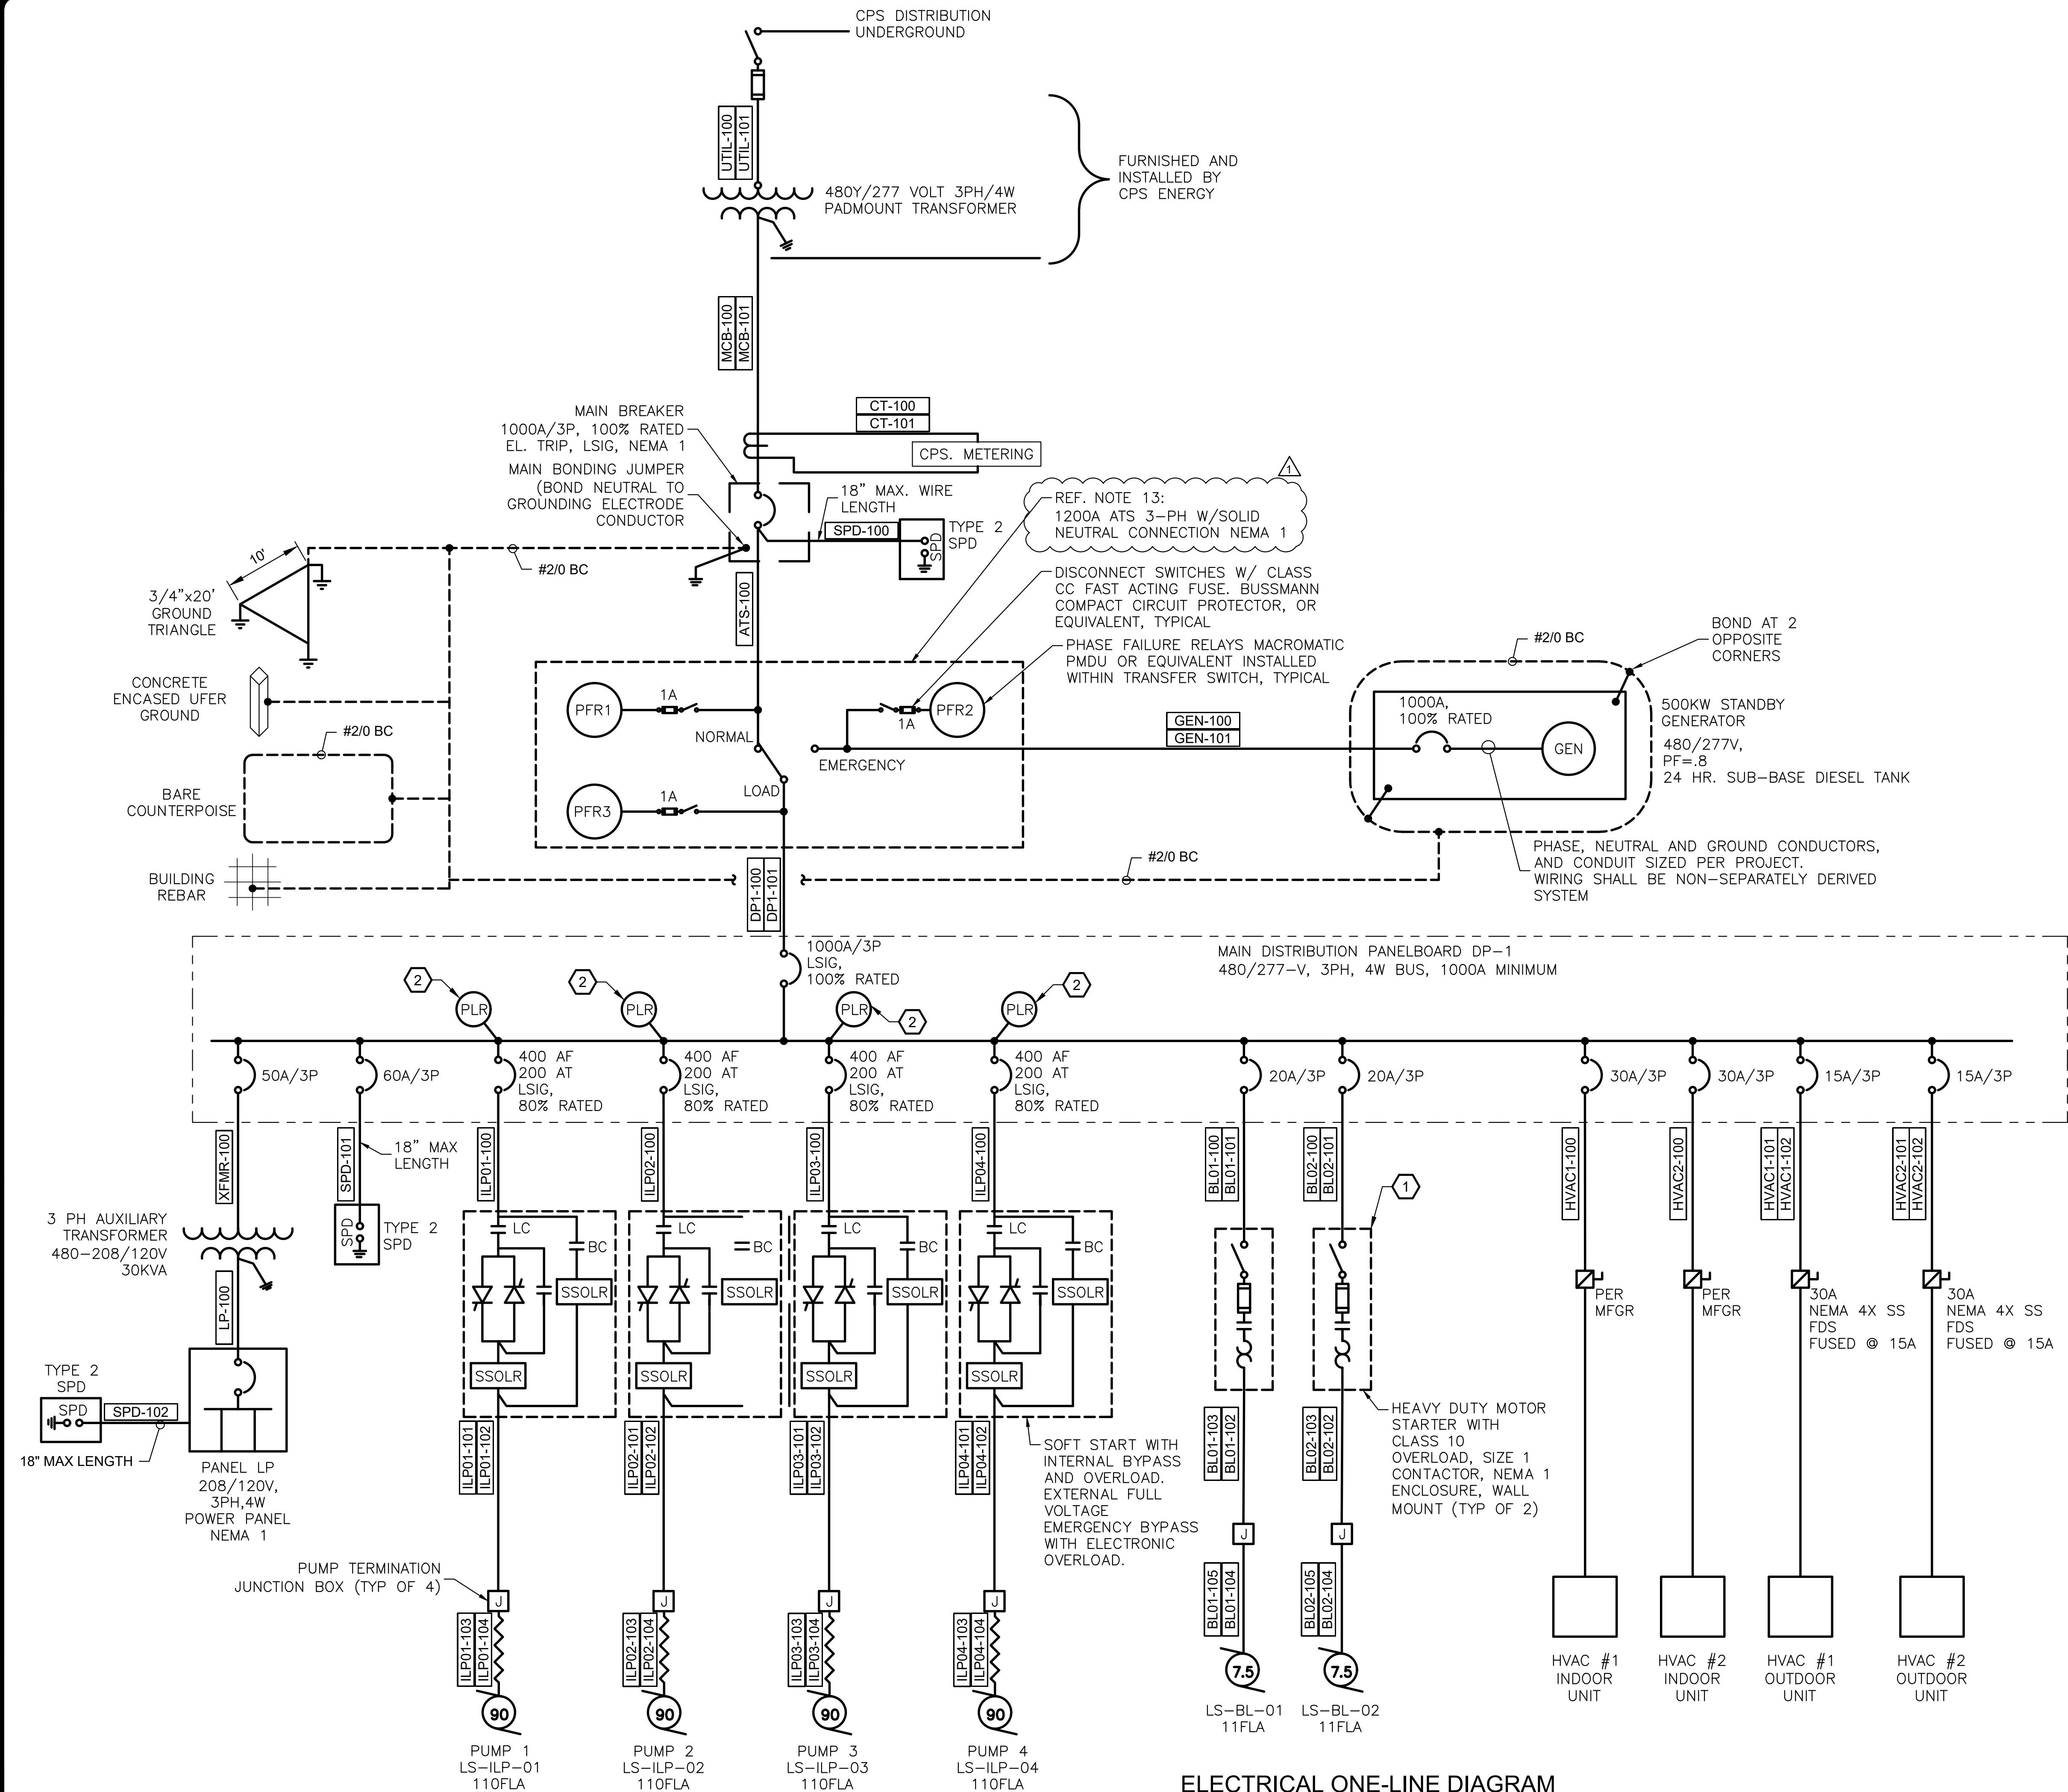 CPS DISTRIBUTION
UNDERGROUND
UTIL-100
UTIL-101
480Y/277 VOLT 3PH/4W
PADMOUNT TRANSFORMER
FURNISHED AND
INSTALLED BY
CPS ENERGY
MCB-100
MCB-101
CT-100
CT-101
CPS. METERING
MAIN BREAKER
1000A/3P, 100% RATED
EL. TRIP, LSIG, NEMA 1
MAIN BONDING JUMPER
(BOND NEUTRAL TO
GROUNDING ELECTRODE
CONDUCTOR
18" MAX. WIRE
LENGTH
SPD-100
TYPE 2
SPD
SPD
1
REF. NOTE 13:
1200A ATS 3-PH W/SOLID
NEUTRAL CONNECTION NEMA 1
DISCONNECT SWITCHES W/ CLASS
CC FAST ACTING FUSE. BUSSMANN
COMPACT CIRCUIT PROTECTOR, OR
EQUIVALENT, TYPICAL
PHASE FAILURE RELAYS MACROMATIC
PMDU OR EQUIVALENT INSTALLED
WITHIN TRANSFER SWITCH, TYPICAL
10'
3/4"x20'
GROUND
TRIANGLE
#2/0 BC
ATS-100
CONCRETE
ENCASED UFER
GROUND
#2/0 BC
BARE
COUNTERPOISE
BUILDING
REBAR
PFR1
1A
NORMAL
PFR2
1A
EMERGENCY
LOAD
PFR3
1A
GEN-100
GEN-101
#2/0 BC
BOND AT 2
OPPOSITE
CORNERS
1000A,
100% RATED
GEN
500KW STANDBY
GENERATOR
480/277V,
PF=.8
24 HR. SUB-BASE DIESEL TANK
PHASE, NEUTRAL AND GROUND CONDUCTORS,
AND CONDUIT SIZED PER PROJECT.
WIRING SHALL BE NON-SEPARATELY DERIVED
SYSTEM
#2/0 BC
DP1-100
DP1-101
1000A/3P
LSIG,
100% RATED
MAIN DISTRIBUTION PANELBOARD DP-1
480/277-V, 3PH, 4W BUS, 1000A MINIMUM
2
PLR
2
PLR
PLR
2
PLR
2
50A/3P
60A/3P
400 AF
200 AT
LSIG,
80% RATED
400 AF
200 AT
LSIG,
80% RATED
400 AF
200 AT
LSIG,
80% RATED
400 AF
200 AT
LSIG,
80% RATED
20A/3P
20A/3P
30A/3P
30A/3P
15A/3P
15A/3P
XFMR-100
SPD-101
18" MAX
LENGTH
ILP01-100
ILP02-100
ILP03-100
ILP04-100
BL01-100
BL01-101
BL02-100
BL02-101
1
HVAC1-100
HVAC2-100
HVAC1-101
HVAC1-102
HVAC2-101
HVAC2-102
3 PH AUXILIARY
TRANSFORMER
480-208/120V
30KVA
SPD
TYPE 2
SPD
LC
BC
SSOLR
SSOLR
LC
BC
SSOLR
SSOLR
LC
BC
SSOLR
SSOLR
LC
BC
SSOLR
SSOLR
PER
MFGR
PER
MFGR
30A
NEMA 4X SS
FDS
FUSED @ 15A
30A
NEMA 4X SS
FDS
FUSED @ 15A
LP-100
TYPE 2
SPD
SPD
SPD-102
18" MAX LENGTH
PANEL LP
208/120V,
3PH,4W
POWER PANEL
NEMA 1
ILP01-101
ILP01-102
ILP02-101
ILP02-102
ILP03-101
ILP03-102
ILP04-101
ILP04-102
SOFT START WITH
INTERNAL BYPASS
AND OVERLOAD.
EXTERNAL FULL
VOLTAGE
EMERGENCY BYPASS
WITH ELECTRONIC
OVERLOAD.
BL01-103
BL01-102
BL02-103
BL02-102
HEAVY DUTY MOTOR
STARTER WITH
CLASS 10
OVERLOAD, SIZE 1
CONTACTOR, NEMA 1
ENCLOSURE, WALL
MOUNT (TYP OF 2)
J
J
PUMP TERMINATION
JUNCTION BOX (TYP OF 4)
J
J
J
J
BL01-105
BL01-104
BL02-105
BL02-104
ILP01-103
ILP01-104
ILP02-103
ILP02-104
ILP03-103
ILP03-104
ILP04-103
ILP04-104
7.5
7.5
LS-BL-01
11FLA
LS-BL-02
11FLA
HVAC #1
INDOOR
UNIT
HVAC #2
INDOOR
UNIT
HVAC #1
OUTDOOR
UNIT
HVAC #2
OUTDOOR
UNIT
90
90
90
90
PUMP 1
LS-ILP-01
110FLA
PUMP 2
LS-ILP-02
110FLA
PUMP 3
LS-ILP-03
110FLA
PUMP 4
LS-ILP-04
110FLA
ELECTRICAL ONE-LINE DIAGRAM